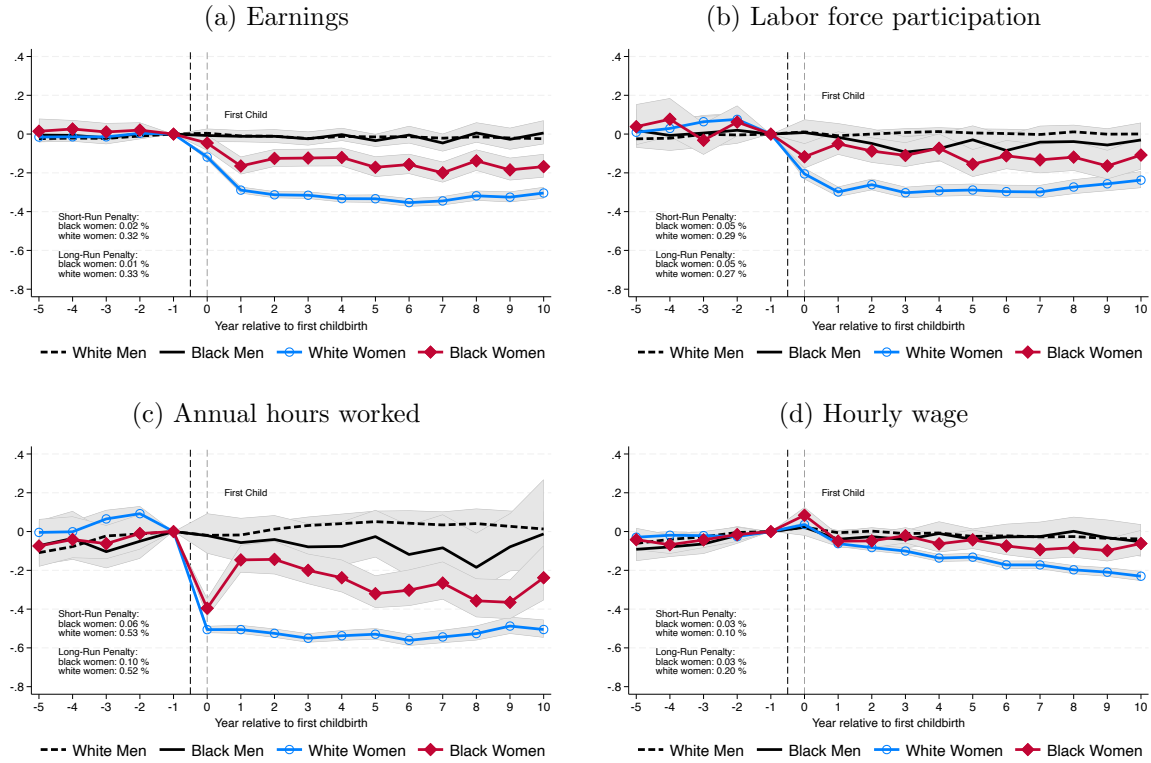 (a) Earnings
.4
.2
0
-.2
-.4
-.6
-.8
First Child
Short-Run Penalty:
black women: 0.02 %
white women: 0.32 %
Long-Run Penalty:
black women: 0.01 %
white women: 0.33 %
-5 -4 -3 -2 -1 0 1 2 3 4 5 6 7 8 9 10
Year relative to first childbirth
White Men Black Men White Women Black Women
(b) Labor force participation
.4
.2
0
-.2
-.4
-.6
-.8
First Child
Short-Run Penalty:
black women: 0.05 %
white women: 0.29 %
Long-Run Penalty:
black women: 0.05 %
white women: 0.27 %
-5 -4 -3 -2 -1 0 1 2 3 4 5 6 7 8 9 10
Year relative to first childbirth
White Men Black Men White Women Black Women
(c) Annual hours worked
.4
.2
0
-.2
-.4
-.6
-.8
First Child
Short-Run Penalty:
black women: 0.06 %
white women: 0.53 %
Long-Run Penalty:
black women: 0.10 %
white women: 0.52 %
-5 -4 -3 -2 -1 0 1 2 3 4 5 6 7 8 9 10
Year relative to first childbirth
White Men Black Men White Women Black Women
(d) Hourly wage
.4
.2
0
-.2
-.4
-.6
-.8
First Child
Short-Run Penalty:
black women: 0.03 %
white women: 0.10 %
Long-Run Penalty:
black women: 0.03 %
white women: 0.20 %
-5 -4 -3 -2 -1 0 1 2 3 4 5 6 7 8 9 10
Year relative to first childbirth
White Men Black Men White Women Black Women